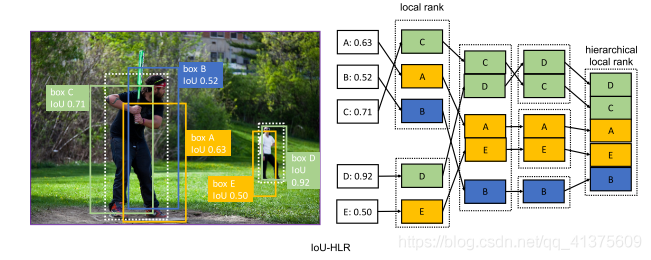 box B
IoU 0.52
box C
IoU 0.71
box A
IoU 0.63
box D
IoU
0.92
box E
IoU 0.50
local rank
A: 0.63
B: 0.52
C: 0.71
D: 0.92
E: 0.50
C
A
B
D
E
C
D
A
E
B
D
C
A
E
B
hierarchical
local rank
D
C
A
E
B
IoU-HLR
https://blog.csdn.net/qq_41375609